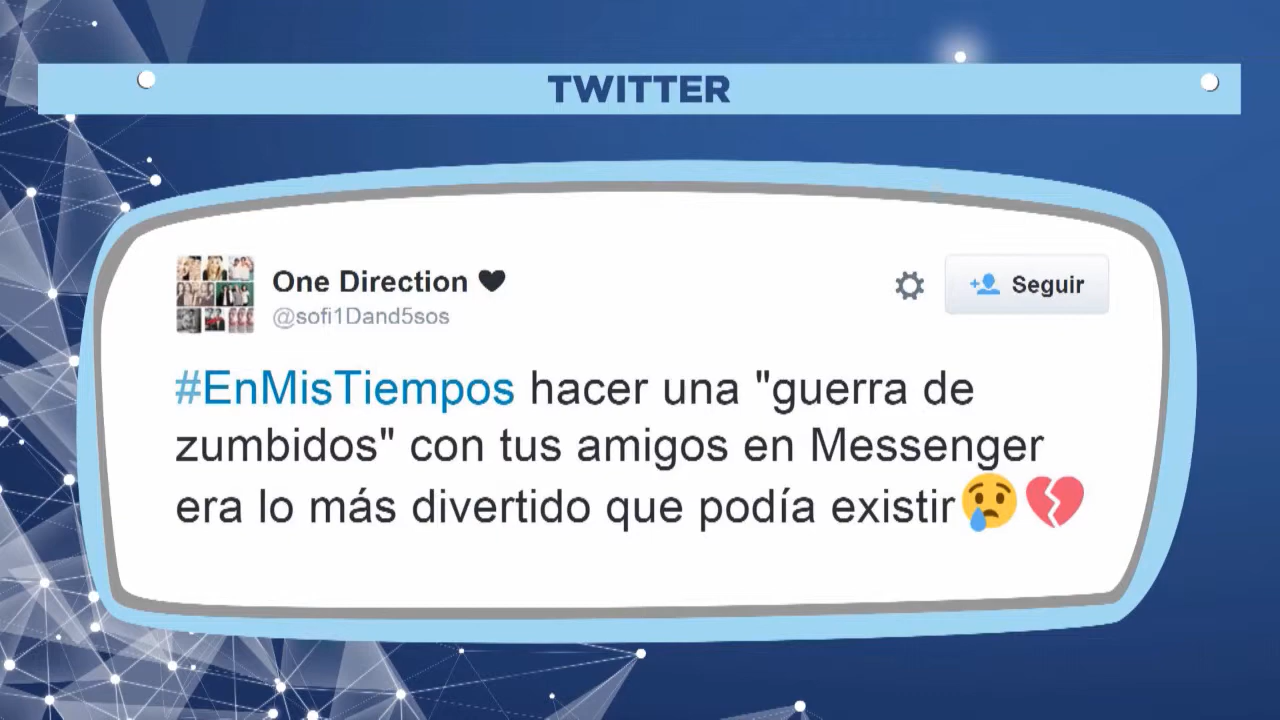 TWITTER
One Direction 🖤
@sofi1Dand5sos
Seguir
#EnMisTiempos hacer una "guerra de
zumbidos" con tus amigos en Messenger
era lo más divertido que podía existir😢💔